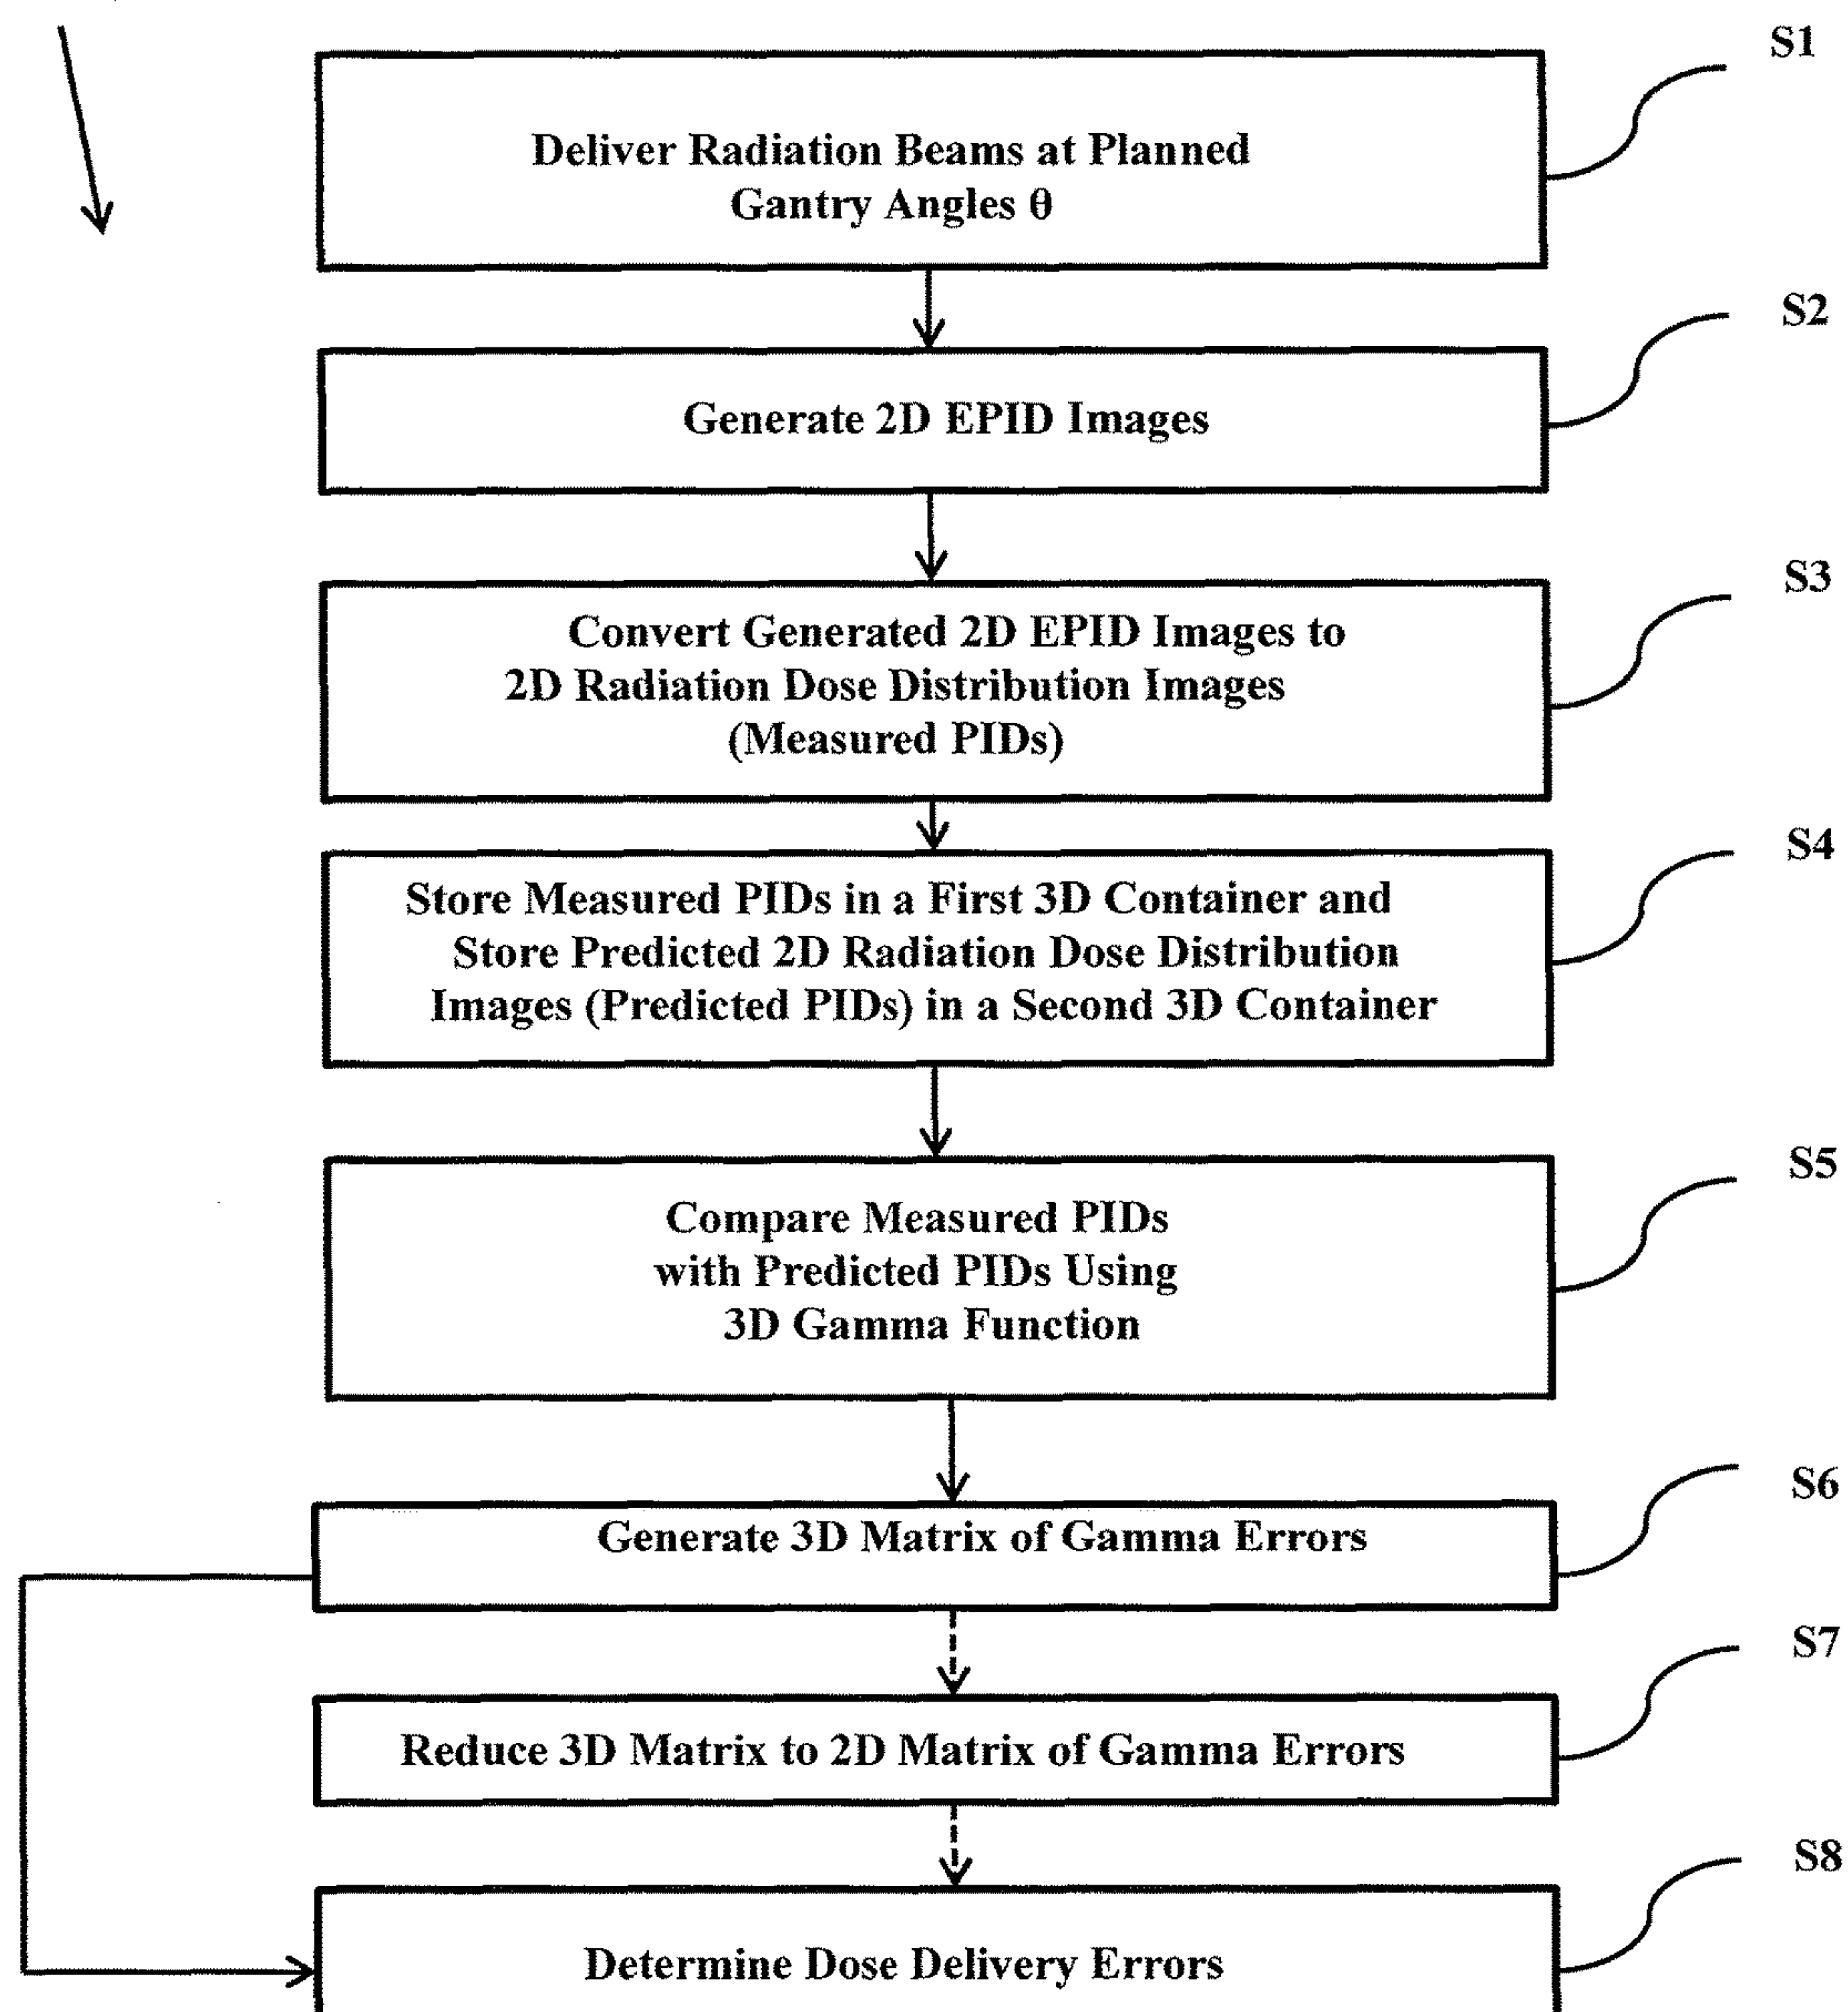 S1
Deliver Radiation Beams at Planned
Gantry Angles θ
S2
Generate 2D EPID Images
S3
Convert Generated 2D EPID Images to
2D Radiation Dose Distribution Images
(Measured PIDs)
S4
Store Measured PIDs in a First 3D Container and
Store Predicted 2D Radiation Dose Distribution
Images (Predicted PIDs) in a Second 3D Container
S5
Compare Measured PIDs
with Predicted PIDs Using
3D Gamma Function
S6
Generate 3D Matrix of Gamma Errors
S7
Reduce 3D Matrix to 2D Matrix of Gamma Errors
S8
Determine Dose Delivery Errors